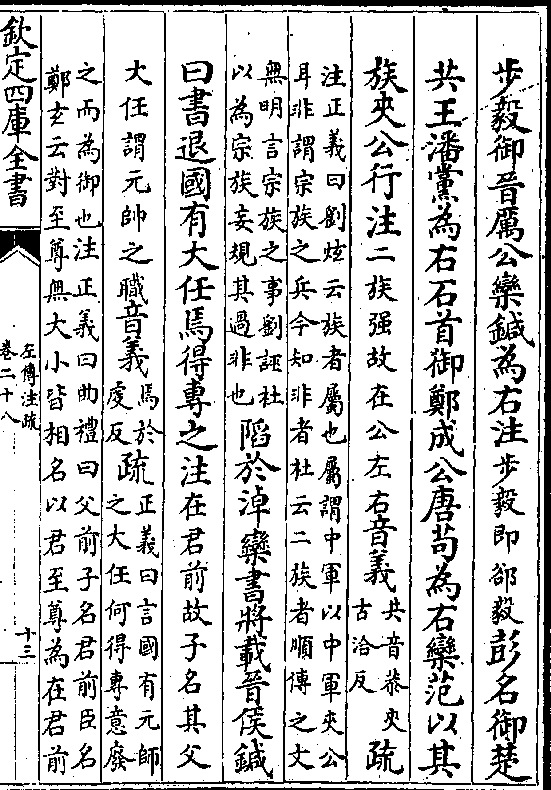 步毅御晉厲公欒鍼為右注步毅即郤毅彭名御楚
共王潘黨為右石首御鄭成公唐苟為右欒范以其
族夾公行注二族强故在公左右音義共音恭夾古洽反疏
注正義曰劉炫云族者屬也屬謂中軍以中軍夾公
耳非謂宗族之兵今知非者杜云二族者順傳之文
無明言宗族之事劉誣杜
以為宗族妄規其過非也陷於淖欒書將載晉侯鍼
曰書退國有大任焉得專之注在君前故子名其父
大任謂元帥之職音義焉於虔反疏正義曰言國有元師
之大任何得專意廢
之而為御也注正義曰曲禮曰父前子名君前臣名
鄭玄云對至尊無大小皆相名以君至尊為在君前
欽定四庫全書
左傳注疏
卷二十八
十三